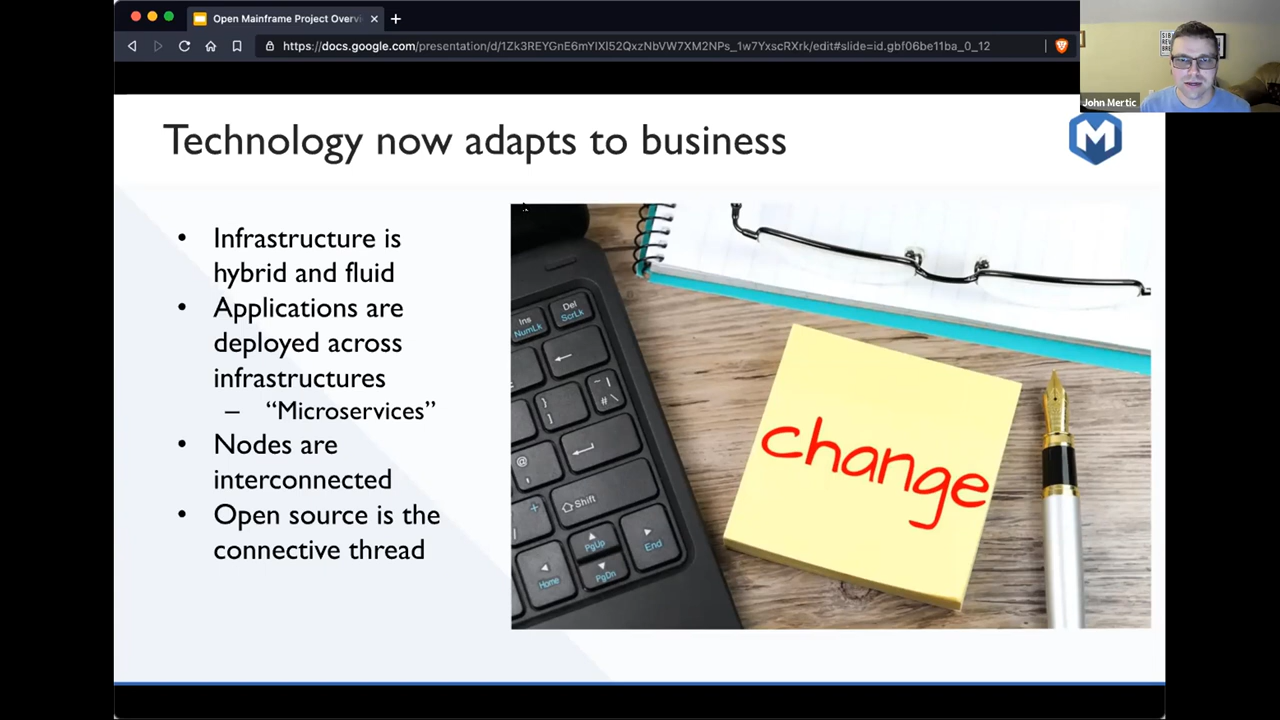 Open Mainframe Project Overvi
https://docs.google.com/presentation/d/1Zk3REYGnE6mYlXI52QxzNbVW7XM2NPs_1w7YxscRXrk/edit#slide=id.gbf06be11ba_0_12
John Mertic
Technology now adapts to business
M
• Infrastructure is
hybrid and fluid
• Applications are
deployed across
infrastructures
– “Microservices”
• Nodes are
interconnected
• Open source is the
connective thread
Ins
NumLk
Del
ScrLk
Shift
PgUp
End
Home
PgDn
change